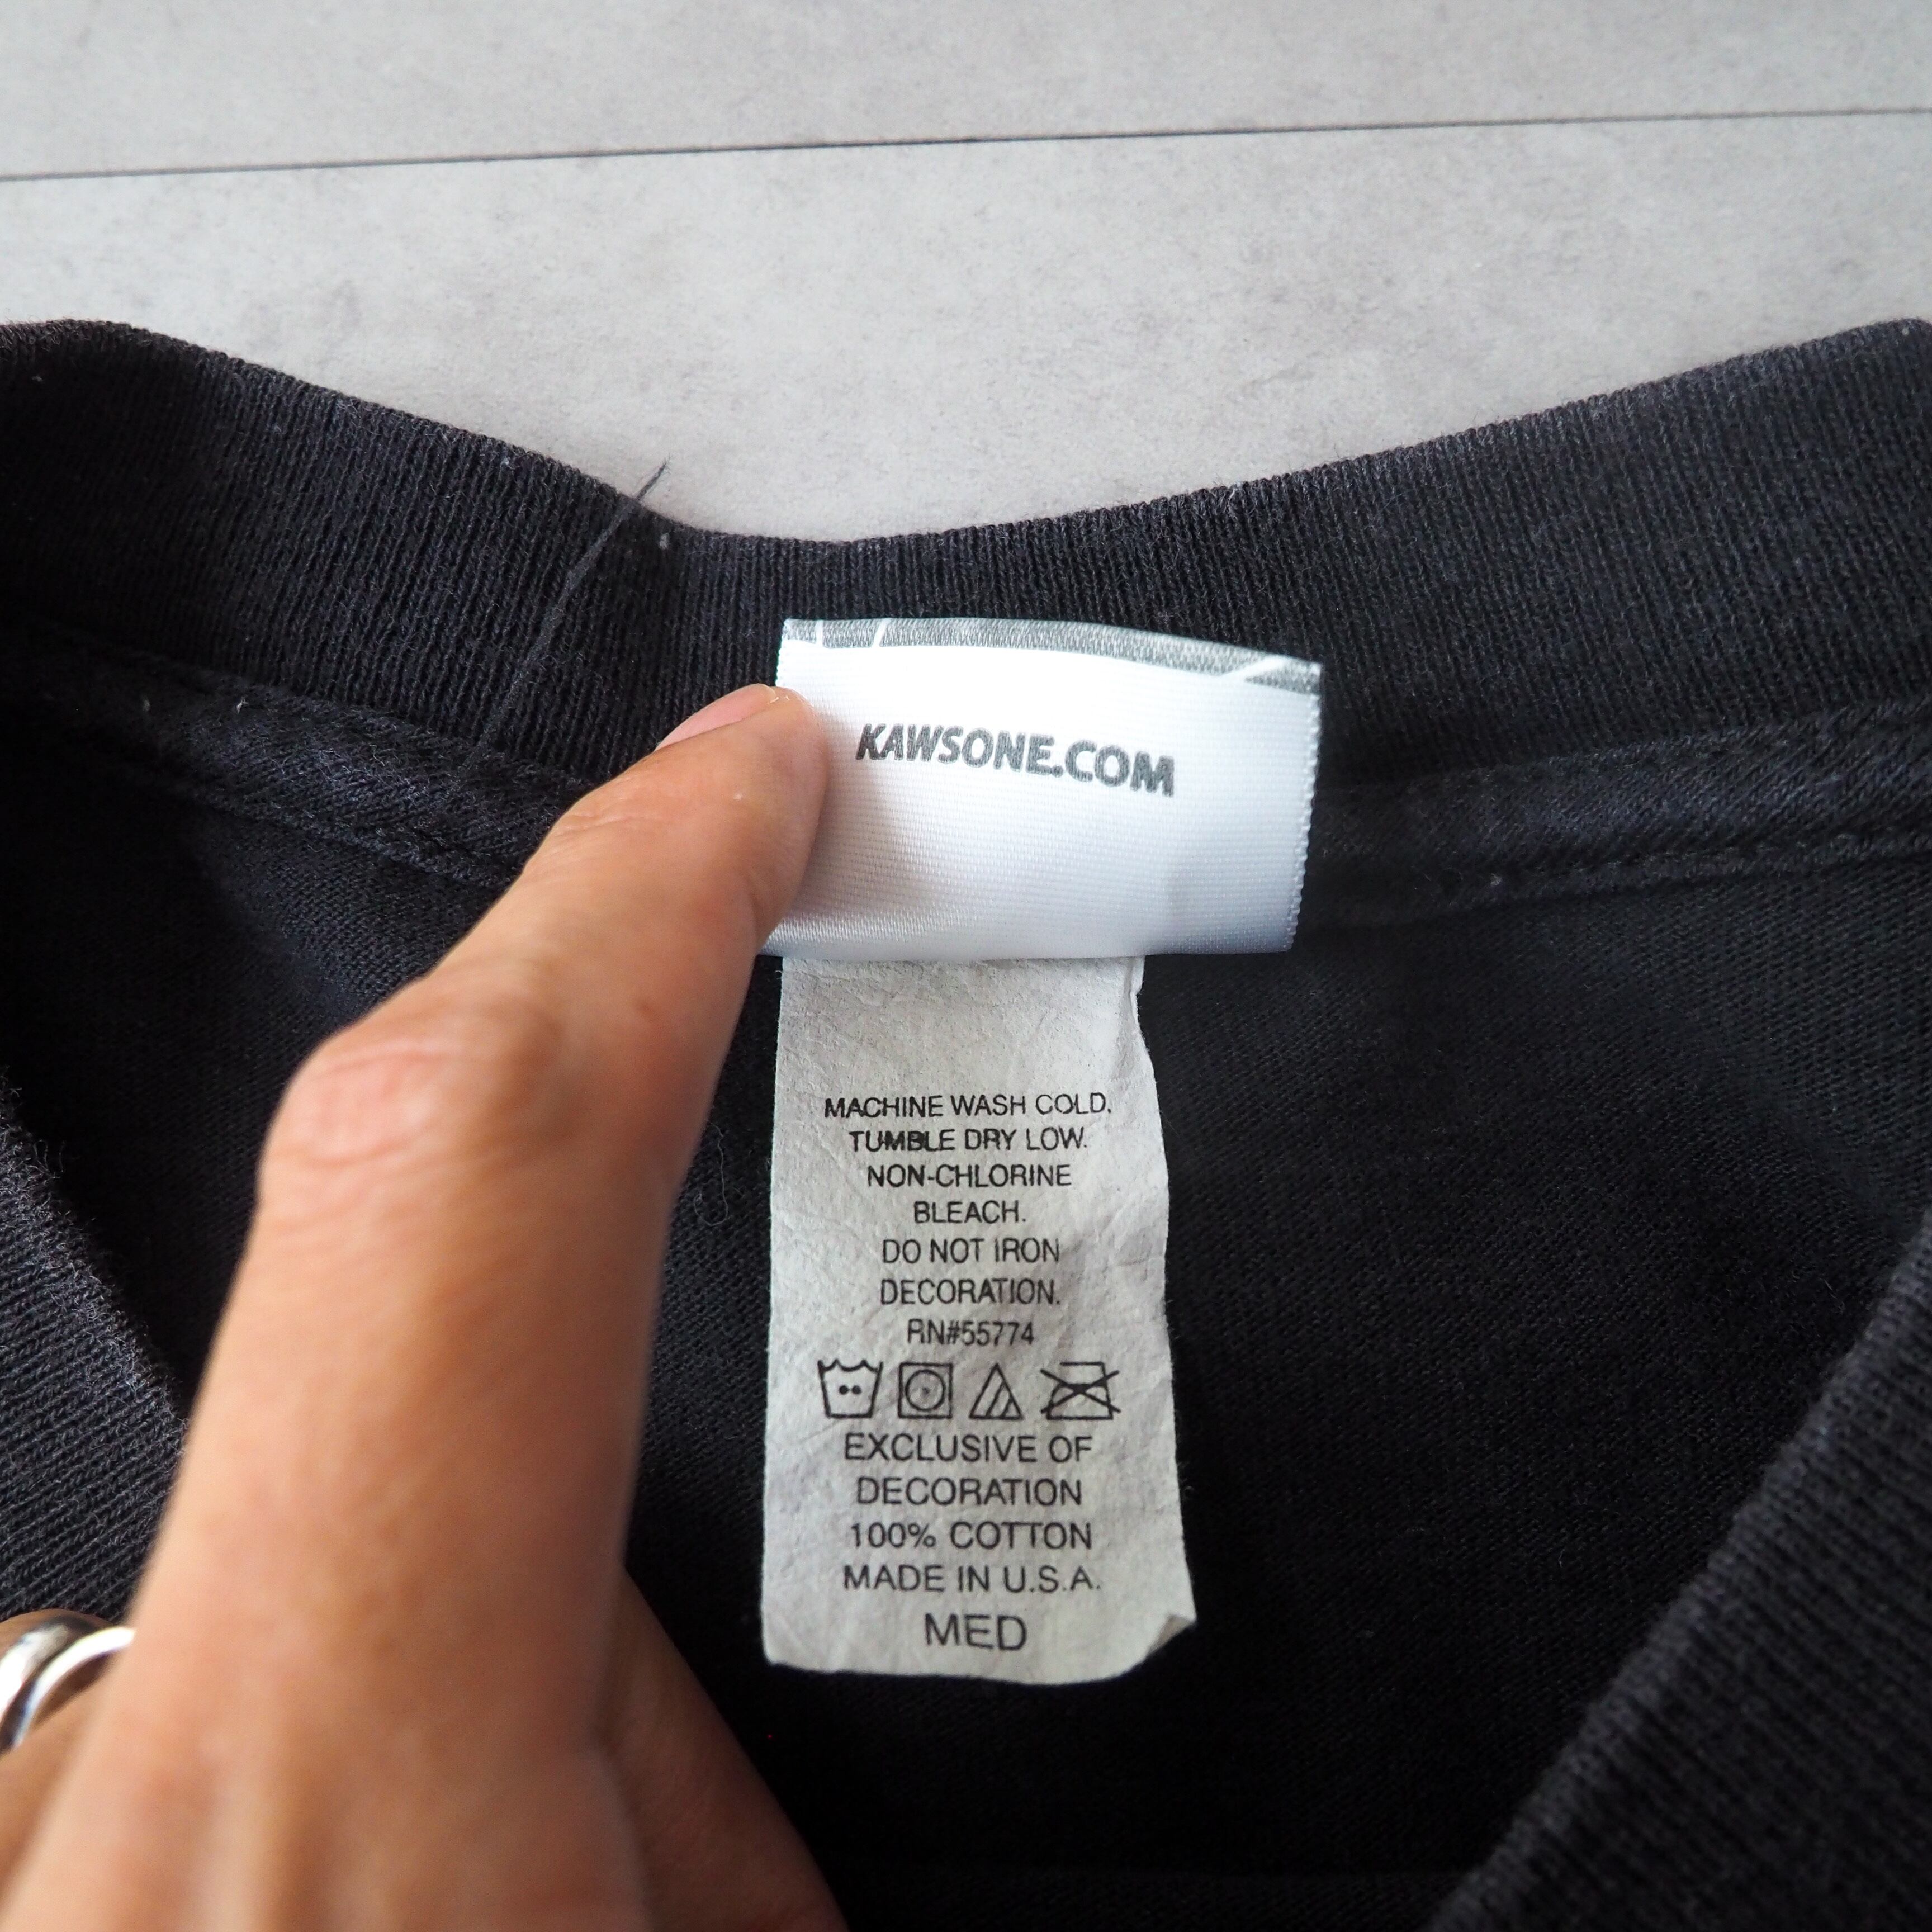 KAWSONE.COM
MACHINE WASH COLD.
TUMBLE DRY LOW.
NON-CHLORINE
BLEACH.
DO NOT IRON
DECORATION.
RN#55774
EXCLUSIVE OF
DECORATION
100% COTTON
MADE IN U.S.A.
MED